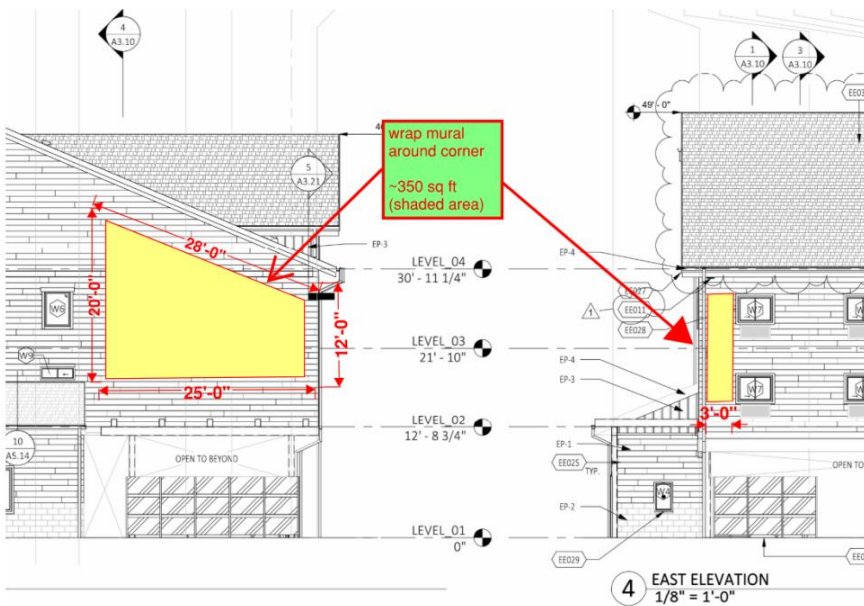 4
A3.10
1
A3.10
3
A3.10
49' - 0"
wrap mural
around corner
~350 sq ft
(shaded area)
5
A3.21
EP-3
28'-0"
20'-0"
12'-0"
25'-0"
W6
W9
LEVEL_04
30' - 11 1/4"
LEVEL_03
21' - 10"
LEVEL_02
12' - 8 3/4"
LEVEL_01
0"
10
A5.14
OPEN TO BEYOND
EP-4
EE027
EE011
EE028
1
W7
W7
EP-4
EP-3
3'-0"
EP-1
EE025
TYP.
EP-2
W4
EE029
OPEN TO
4
EAST ELEVATION
1/8" = 1'-0"